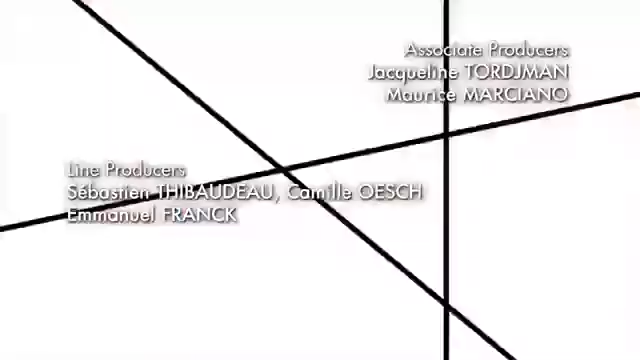 Associate Producers
Jacqueline TORDJMAN
Maurice MARCIANO
Line Producers
Sébastien THIBAUDEAU, Camille OESCH
Emmanuel FRANCK